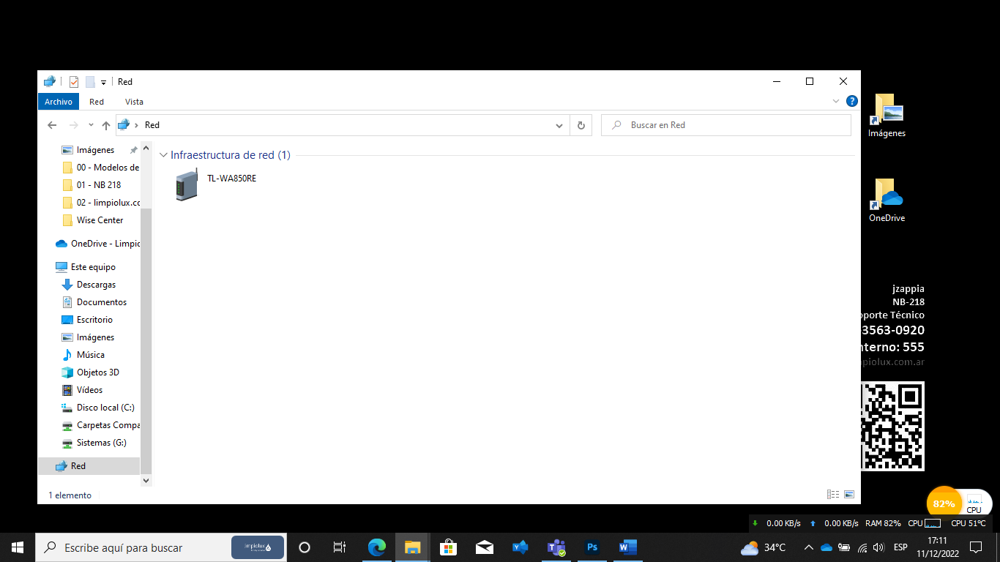 Red
Archivo
Red
Vista
Red
Buscar en Red
Imágenes
00 - Modelos de
01 - NB 218
02 - limpiolux.co
Wise Center
OneDrive - Limpio
Este equipo
Descargas
Documentos
Escritorio
Imágenes
Música
Objetos 3D
Vídeos
Disco local (C:)
Carpetas Compa
Sistemas (G:)
Red
Infraestructura de red (1)
TL-WA850RE
1 elemento
Imágenes
OneDrive
jzappia
NB-218
oporte Técnico
-3563-0920
nterno: 555
mpiolux.com.ar
82%
CPU
0.00 KB/s 0.00 KB/s RAM 82% CPU CPU 51ºC
Escribe aquí para buscar
limpiolux
34°C
ESP
17:11
11/12/2022